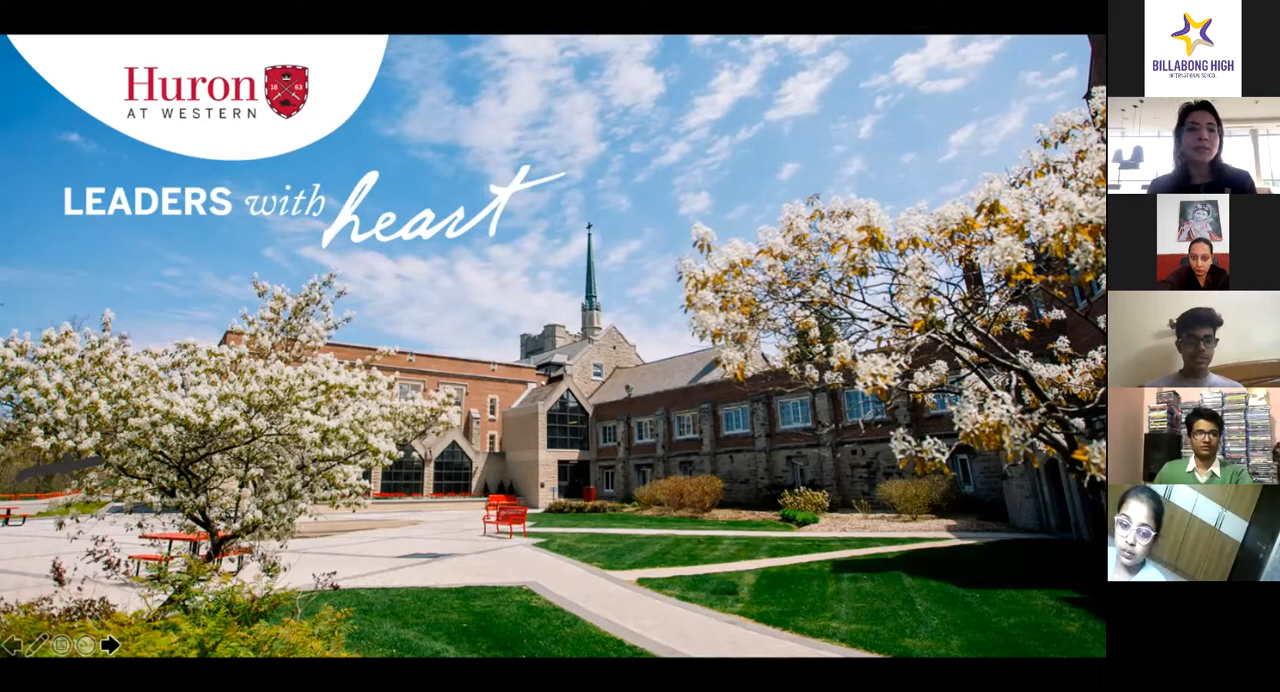 Huron
18 63
AT WESTERN
LEADERS with heart
BILLABONG HIGH
INTERNATIONAL SCHOOL